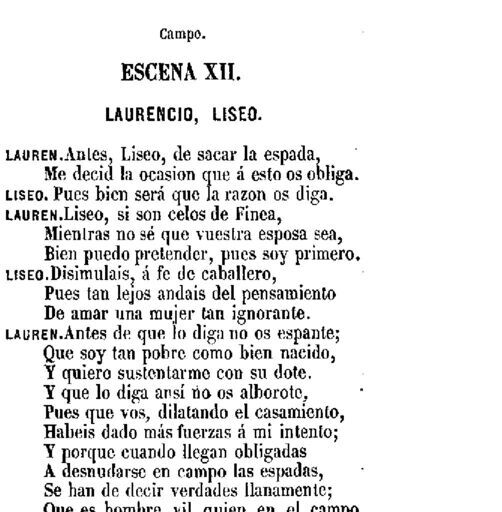 Campo.
ESCENA XII.
LAURENCIO, LISEO.
LAUREN. Antes, Liseo, de sacar la espada,
Me decid la ocasion que á esto os obliga.
LISEO. Pues bien será que la razon os diga.
LAUREN. Liseo, si son celos de Finea,
Mientras no sé que vuestra esposa sea,
Bien puedo pretender, pues soy primero.
LISEO. Disimulais, á fe de caballero,
Pues tan lejos andais del pensamiento
De amar una mujer tan ignorante.
LAUREN. Antes de que lo diga no os espante;
Que soy tan pobre como bien nacido,
Y quiero sustentarme con su dote.
Y que lo diga ansí no os alborote,
Pues que vos, dilatando el casamiento,
Habeis dado más fuerzas á mi intento;
Y porque cuando llegan obligadas
A desnudarse en campo las espadas,
Se han de decir verdades llanamente;
Que es hombre vil quien en el campo